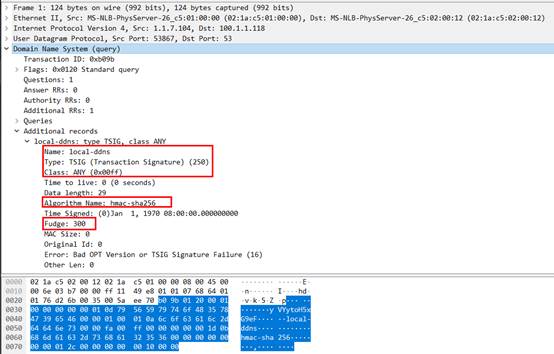 Frame 1: 124 bytes on wire (992 bits), 124 bytes captured (992 bits)
Ethernet II, Src: MS-NLB-PhysServer-26_c5:01:00:00 (02:1a:c5:01:00:00), Dst: MS-NLB-PhysServer-26_c5:02:00:12 (02:1a:c5:02:00:12)
Internet Protocol Version 4, Src: 1.1.7.104, Dst: 100.1.1.118
User Datagram Protocol, Src Port: 53867, Dst Port: 53
Domain Name System (query)
Transaction ID: 0xb09b
Flags: 0x0120 Standard query
Questions: 1
Answer RRs: 0
Authority RRs: 0
Additional RRs: 1
Queries
Additional records
local-ddns: type TSIG, class ANY
Name: local-ddns
Type: TSIG (Transaction Signature) (250)
Class: ANY (0x00ff)
Time to live: 0 (0 seconds)
Data length: 29
Algorithm Name: hmac-sha256
Time Signed: (0)Jan  1, 1970 08:00:00.000000000
Fudge: 300
MAC Size: 0
Original Id: 0
Error: Bad OPT Version or TSIG Signature Failure (16)
Other Len: 0
0000 02 1a c5 02 00 12 02 1a c5 01 00 00 08 00 45 00 ··············E·
0010 00 6e 03 b7 00 00 ff 11 49 e8 01 01 07 68 64 01 ·n······I····hd·
0020 01 76 d2 6b 00 35 00 5a ee 70 b0 9b 01 20 00 01 ·v·k·5·Z ·p··· ··
0030 00 00 00 00 00 01 0d 79 56 59 79 74 6f 48 35 78 ·······y VYytoH5x
0040 47 39 65 46 00 00 01 00 01 0a 6c 6f 63 61 6c 2d G9eF······local-
0050 64 64 6e 73 00 00 fa 00 ff 00 00 00 00 00 1d 0b ddns············
0060 68 6d 61 63 2d 73 68 61 32 35 36 00 00 00 00 00 hmac-sha 256·····
0070 00 00 01 2c 00 00 00 00 00 10 00 00 ···,········